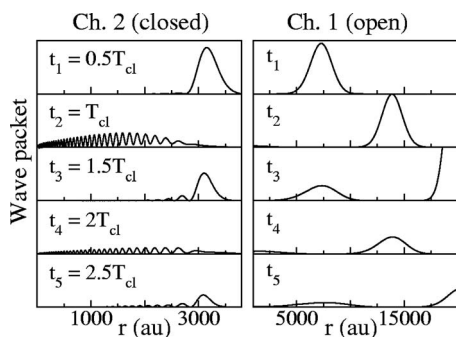 Ch. 2 (closed)
Ch. 1 (open)
Wave packet
t1 = 0.5Tcl
t1
t2 = Tcl
t2
t3 = 1.5Tcl
t3
t4 = 2Tcl
t4
t5 = 2.5Tcl
t5
1000 3000
5000 15000
r (au)
r (au)